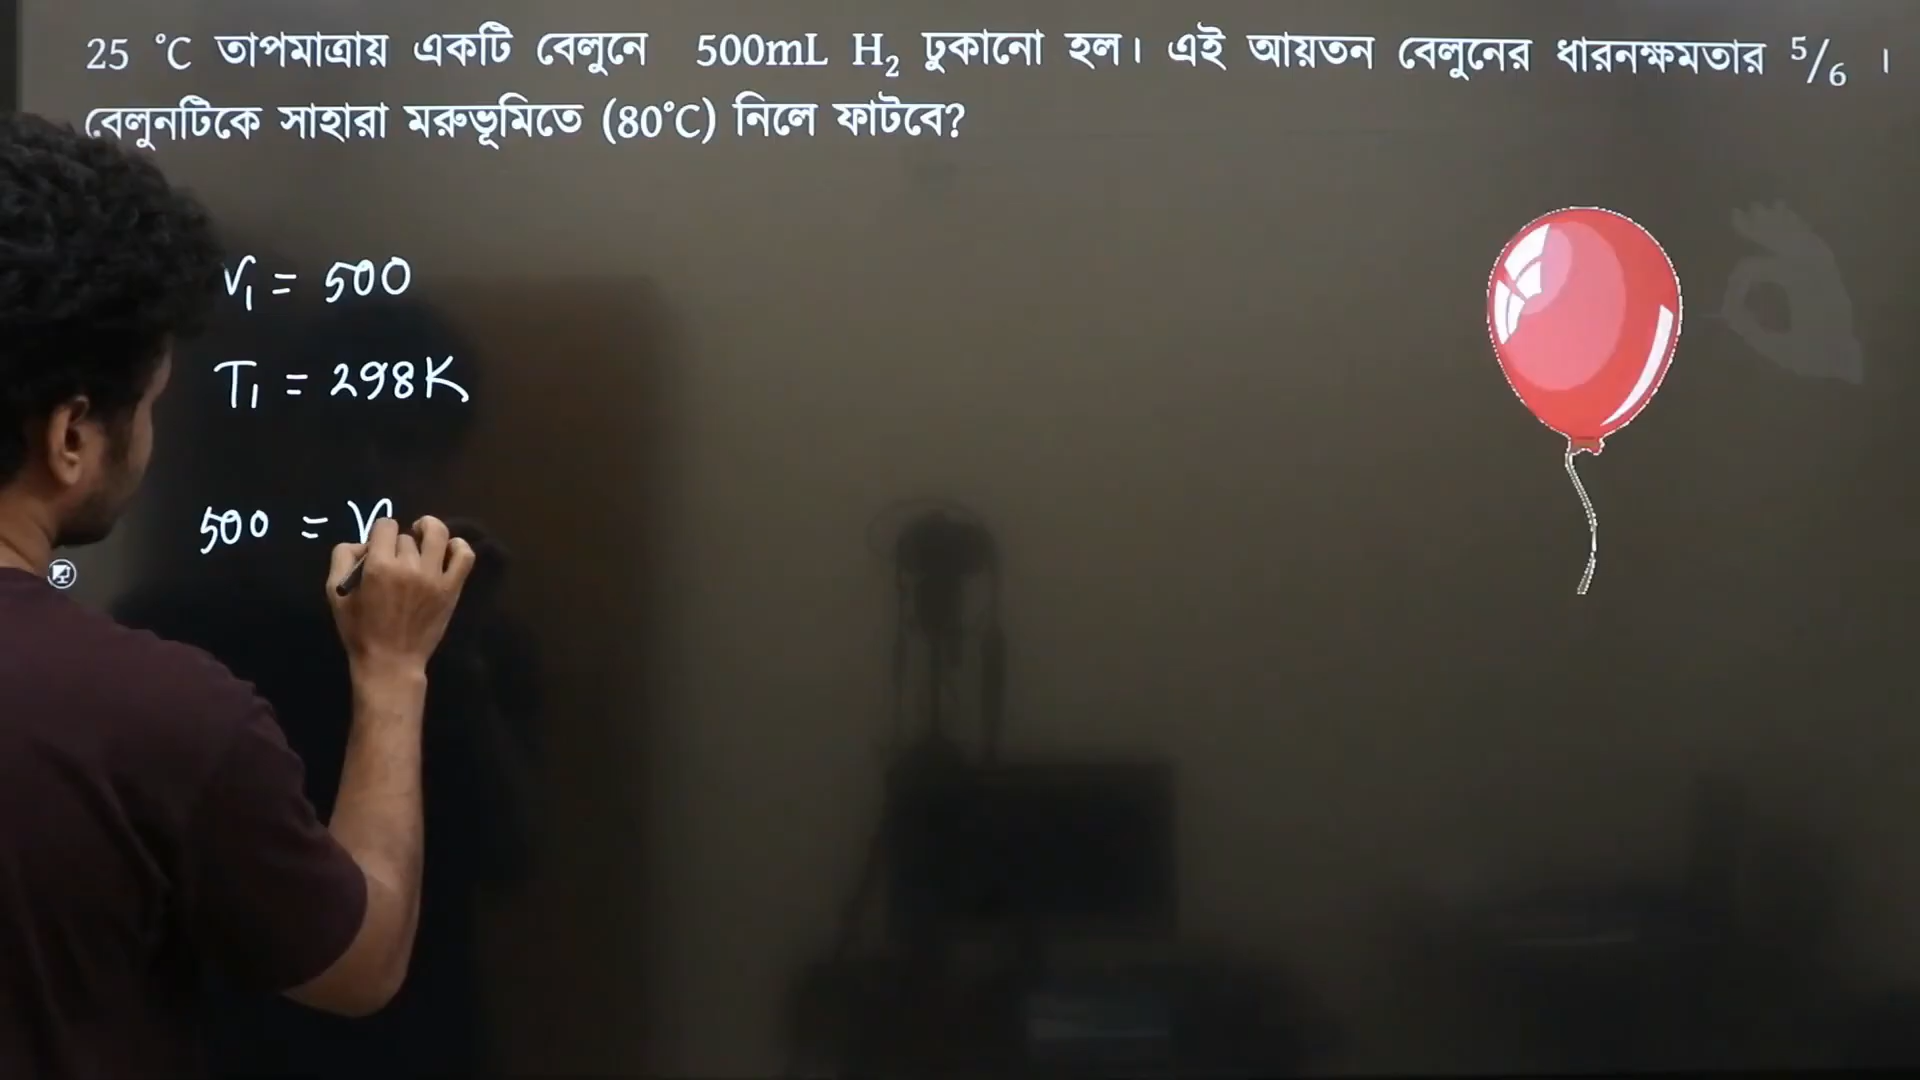 25 °C তাপমাত্রায় একটি বেলুনে 500mL H₂ ঢুকানো হল। এই আয়তন বেলুনের ধারনক্ষমতার ⁵/₆ ।
বেলুনটিকে সাহারা মরুভূমিতে (80°C) নিলে ফাটবে?
V₁ = 500
T₁ = 298K
500 = V